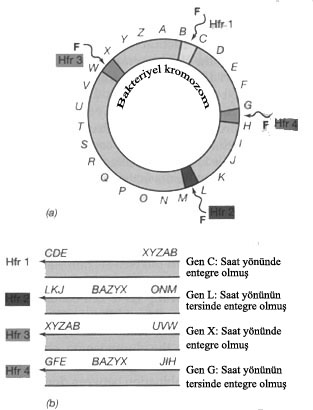 F
Hfr 1
A
B
C
D
E
F
G
H
I
J
K
L
M
N
O
P
Q
R
S
T
U
V
W
X
Y
Z
F
Hfr 3
F
Hfr 4
F
Hfr 2
Bakteriyel kromozom
(a)
Hfr 1 CDE XYZAB Gen C: Saat yönünde
entegre olmuş
Hfr 2 LKJ BAZYX ONM Gen L: Saat yönünün
tersinde entegre olmuş
Hfr 3 XYZAB UVW Gen X: Saat yönünde
entegre olmuş
Hfr 4 GFE BAZYX JIH Gen G: Saat yönünün
tersinde entegre olmuş
(b)